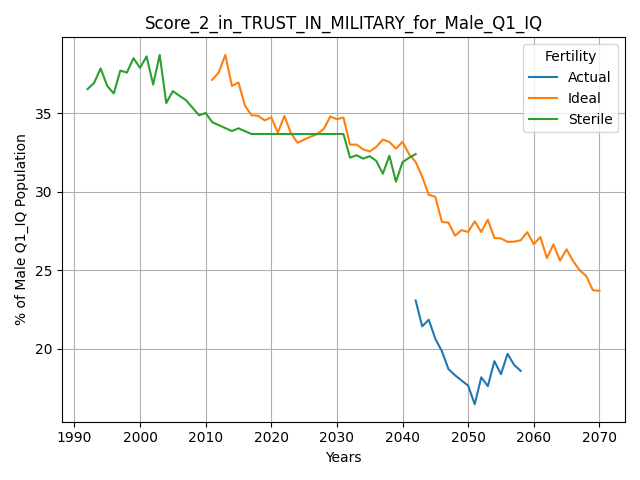 Score_2_in_TRUST_IN_MILITARY_for_Male_Q1_IQ
Fertility
Actual
Ideal
Sterile
% of Male Q1_IQ Population
35
30
25
20
1990 2000 2010 2020 2030 2040 2050 2060 2070
Years